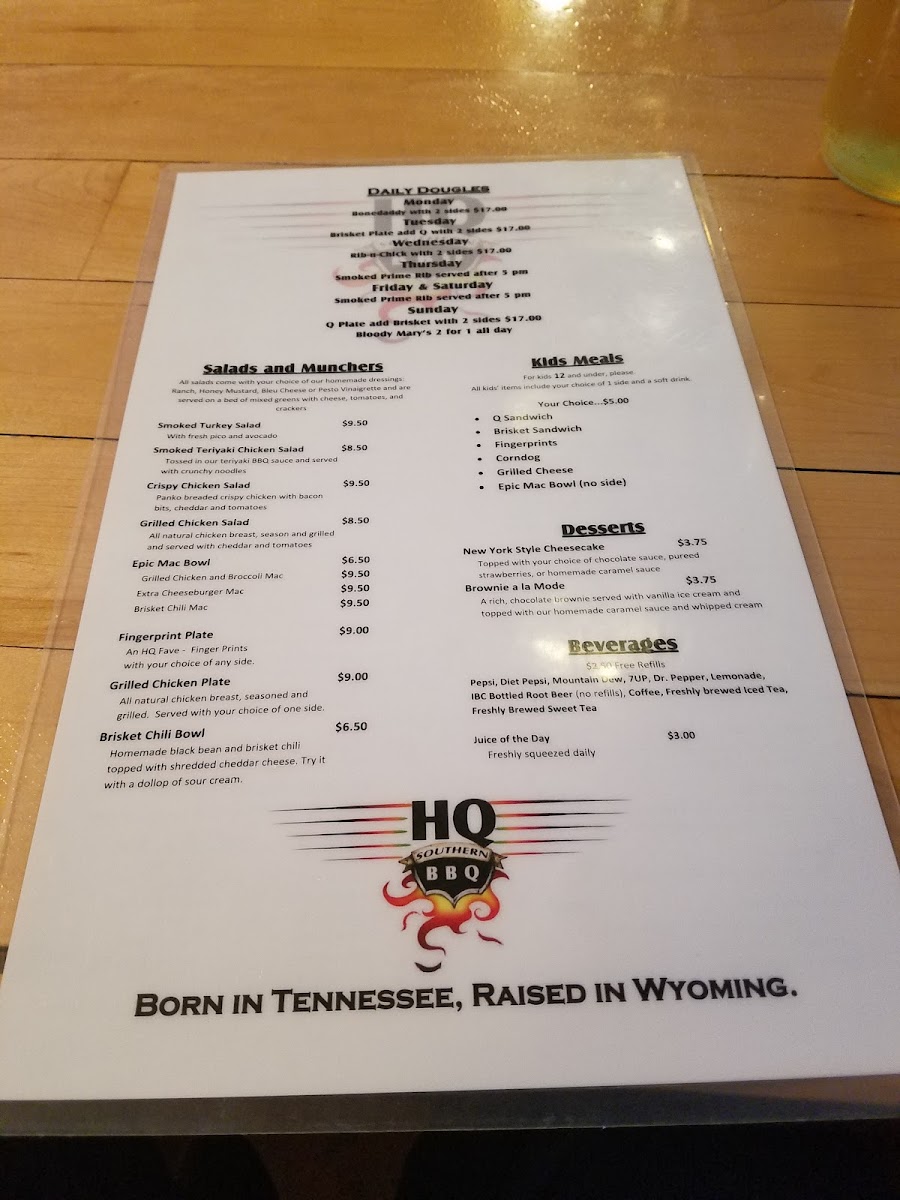 DAILY DOUGLES
Monday
Bonedaddy with 2 sides $17.00
Tuesday
Brisket Plate add Q with 2 sides $17.00
Wednesday
Rib-n-Chick with 2 sides $17.00
Thursday
Smoked Prime Rib served after 5 pm
Friday & Saturday
Smoked Prime Rib served after 5 pm
Sunday
Q Plate add Brisket with 2 sides $17.00
Bloody Mary's 2 for 1 all day
Salads and Munchers
All salads come with your choice of our homemade dressings:
Ranch, Honey Mustard, Bleu Cheese or Pesto Vinaigrette and are
served on a bed of mixed greens with cheese, tomatoes, and
crackers
Smoked Turkey Salad $9.50
With fresh pico and avocado
Smoked Teriyaki Chicken Salad $8.50
Tossed in our teriyaki BBQ sauce and served
with crunchy noodles
Crispy Chicken Salad $9.50
Panko breaded crispy chicken with bacon
bits, cheddar and tomatoes
Grilled Chicken Salad $8.50
All natural chicken breast, season and grilled
and served with cheddar and tomatoes
Epic Mac Bowl $6.50
Grilled Chicken and Broccoli Mac $9.50
Extra Cheeseburger Mac $9.50
Brisket Chili Mac $9.50
Fingerprint Plate $9.00
An HQ Fave - Finger Prints
with your choice of any side.
Grilled Chicken Plate $9.00
All natural chicken breast, seasoned and
grilled. Served with your choice of one side.
Brisket Chili Bowl $6.50
Homemade black bean and brisket chili
topped with shredded cheddar cheese. Try it
with a dollop of sour cream.
Kids Meals
For kids 12 and under, please.
All kids' items include your choice of 1 side and a soft drink.
Your Choice...$5.00
• Q Sandwich
• Brisket Sandwich
• Fingerprints
• Corndog
• Grilled Cheese
• Epic Mac Bowl (no side)
Desserts
New York Style Cheesecake $3.75
Topped with your choice of chocolate sauce, pureed
strawberries, or homemade caramel sauce
Brownie a la Mode $3.75
A rich, chocolate brownie served with vanilla ice cream and
topped with our homemade caramel sauce and whipped cream
Beverages
Free Refills
Pepsi, Diet Pepsi, Mountain Dew, 7UP, Dr. Pepper, Lemonade,
IBC Bottled Root Beer (no refills), Coffee, Freshly brewed Iced Tea,
Freshly Brewed Sweet Tea
Juice of the Day $3.00
Freshly squeezed daily
HQ
SOUTHERN
BBQ
BORN IN TENNESSEE, RAISED IN WYOMING.